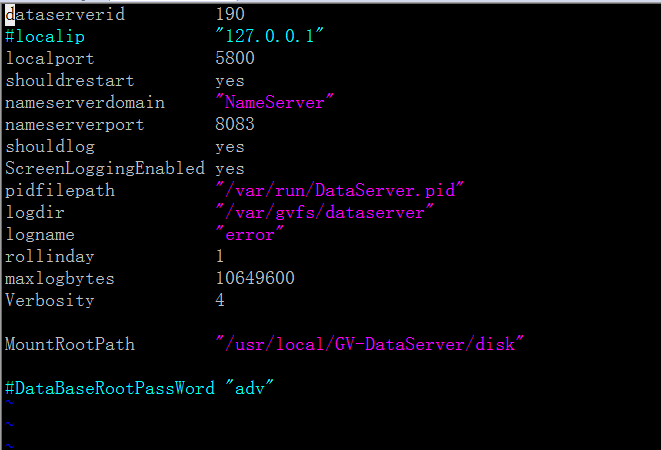 dataserverid 190
#localip "127.0.0.1"
localport 5800
shouldrestart yes
nameserverdomain "NameServer"
nameserverport 8083
shouldlog yes
ScreenLoggingEnabled yes
pidfilepath "/var/run/DataServer.pid"
logdir "/var/gvfs/dataserver"
logname "error"
rollinday 1
maxlogbytes 10649600
Verbosity 4
MountRootPath "/usr/local/GV-DataServer/disk"
#DataBaseRootPassWord "adv"
~
~
~